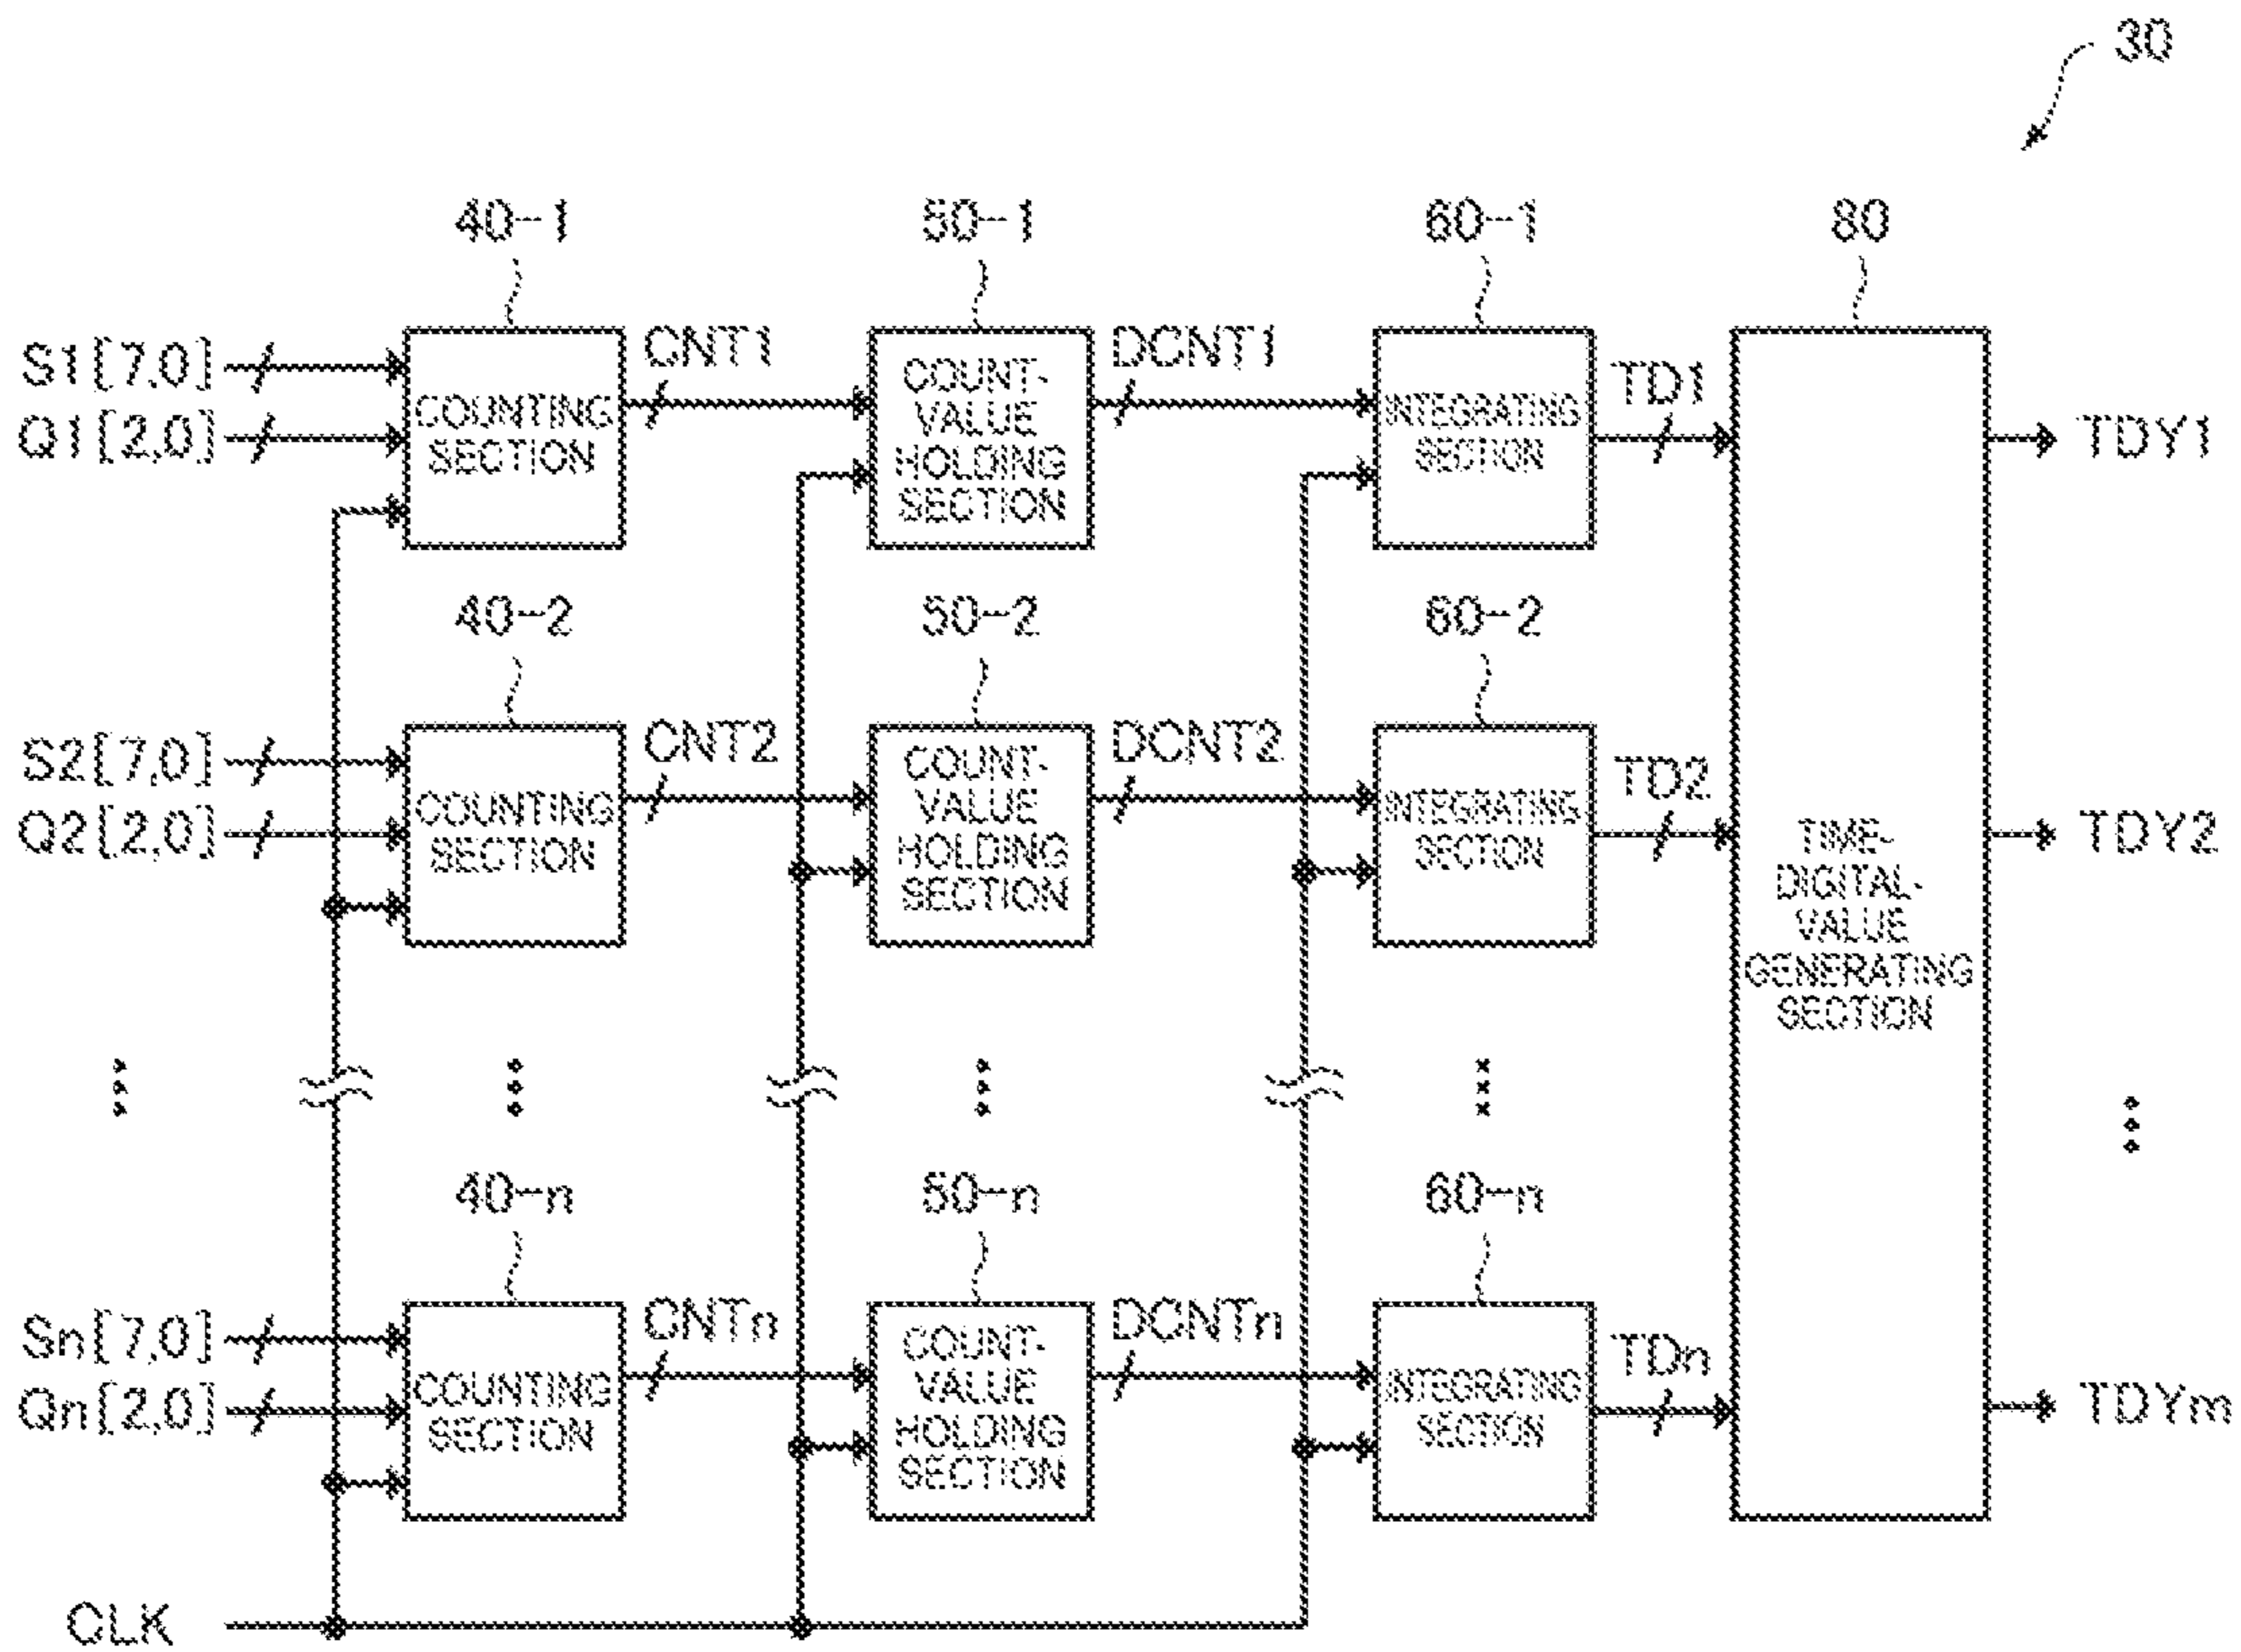 30
40-1 50-1 60-1 80
S1[7,0]
Q1[2,0]
COUNTING
SECTION
CNT1
COUNT-
VALUE
HOLDING
SECTION
DCNT1
INTEGRATING
SECTION
TD1
TDY1
40-2 50-2 60-2
S2[7,0]
Q2[2,0]
COUNTING
SECTION
CNT2
COUNT-
VALUE
HOLDING
SECTION
DCNT2
INTEGRATING
SECTION
TD2
TIME-
DIGITAL-
VALUE
GENERATING
SECTION
TDY2
40-n 50-n 60-n
Sn[7,0]
Qn[2,0]
COUNTING
SECTION
CNTn
COUNT-
VALUE
HOLDING
SECTION
DCNTn
INTEGRATING
SECTION
TDn
TDYm
CLK